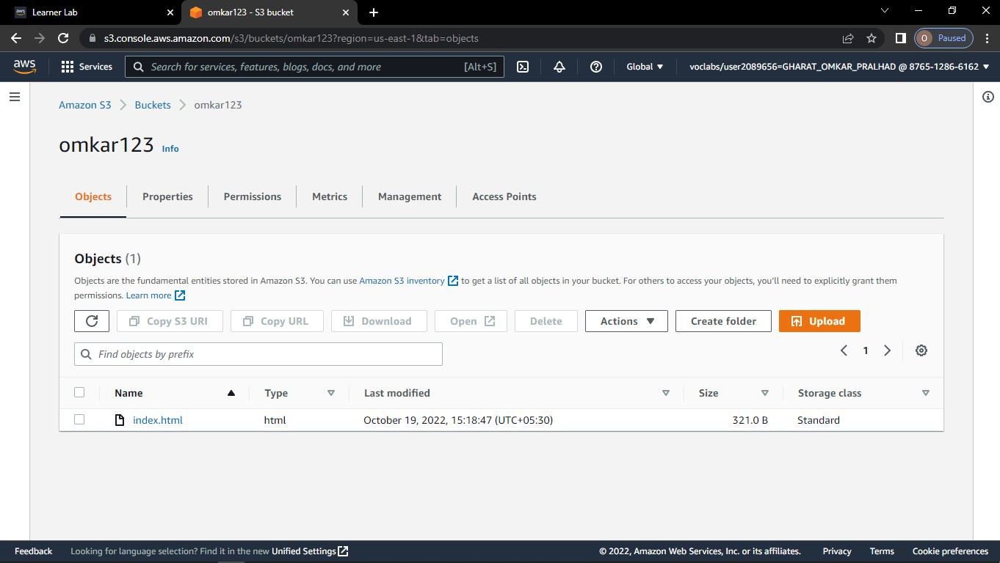 Learner Lab
omkar123 - S3 bucket
s3.console.aws.amazon.com/s3/buckets/omkar123?region=us-east-1&tab=objects
O Paused
aws
Services
Search for services, features, blogs, docs, and more [Alt+S]
Global
voclabs/user2089656=GHARAT_OMKAR_PRALHAD @ 8765-1286-6162
Amazon S3 Buckets omkar123
omkar123 Info
Objects Properties Permissions Metrics Management Access Points
Objects (1)
Objects are the fundamental entities stored in Amazon S3. You can use Amazon S3 inventory to get a list of all objects in your bucket. For others to access your objects, you'll need to explicitly grant them
permissions. Learn more
Copy S3 URI Copy URL Download Open Delete Actions Create folder Upload
Find objects by prefix 1
Name Type Last modified Size Storage class
index.html html October 19, 2022, 15:18:47 (UTC+05:30) 321.0 B Standard
Feedback Looking for language selection? Find it in the new Unified Settings © 2022, Amazon Web Services, Inc. or its affiliates. Privacy Terms Cookie preferences